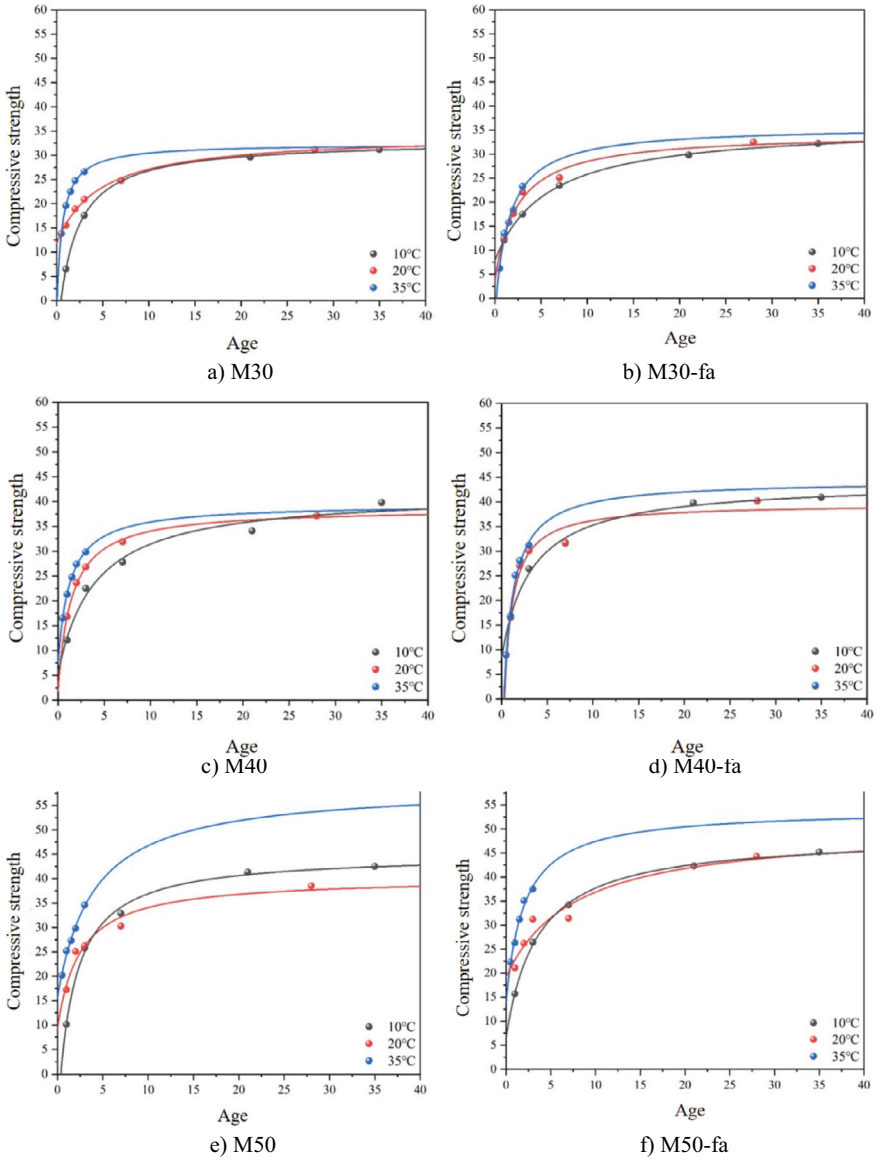 60
55
50
45
40
35
30
25
20
15
10
5
0
Compressive strength
10°C
20°C
35°C
0 5 10 15 20 25 30 35 40
Age
a) M30
60
55
50
45
40
35
30
25
20
15
10
5
0
Compressive strength
10°C
20°C
35°C
0 5 10 15 20 25 30 35 40
Age
b) M30-fa
60
55
50
45
40
35
30
25
20
15
10
5
0
Compressive strength
10°C
20°C
35°C
0 5 10 15 20 25 30 35 40
Age
c) M40
60
55
50
45
40
35
30
25
20
15
10
5
0
Compressive strength
10°C
20°C
35°C
0 5 10 15 20 25 30 35 40
Age
d) M40-fa
55
50
45
40
35
30
25
20
15
10
5
0
Compressive strength
10°C
20°C
35°C
0 5 10 15 20 25 30 35 40
Age
e) M50
55
50
45
40
35
30
25
20
15
10
5
0
Compressive strength
10°C
20°C
35°C
0 5 10 15 20 25 30 35 40
Age
f) M50-fa